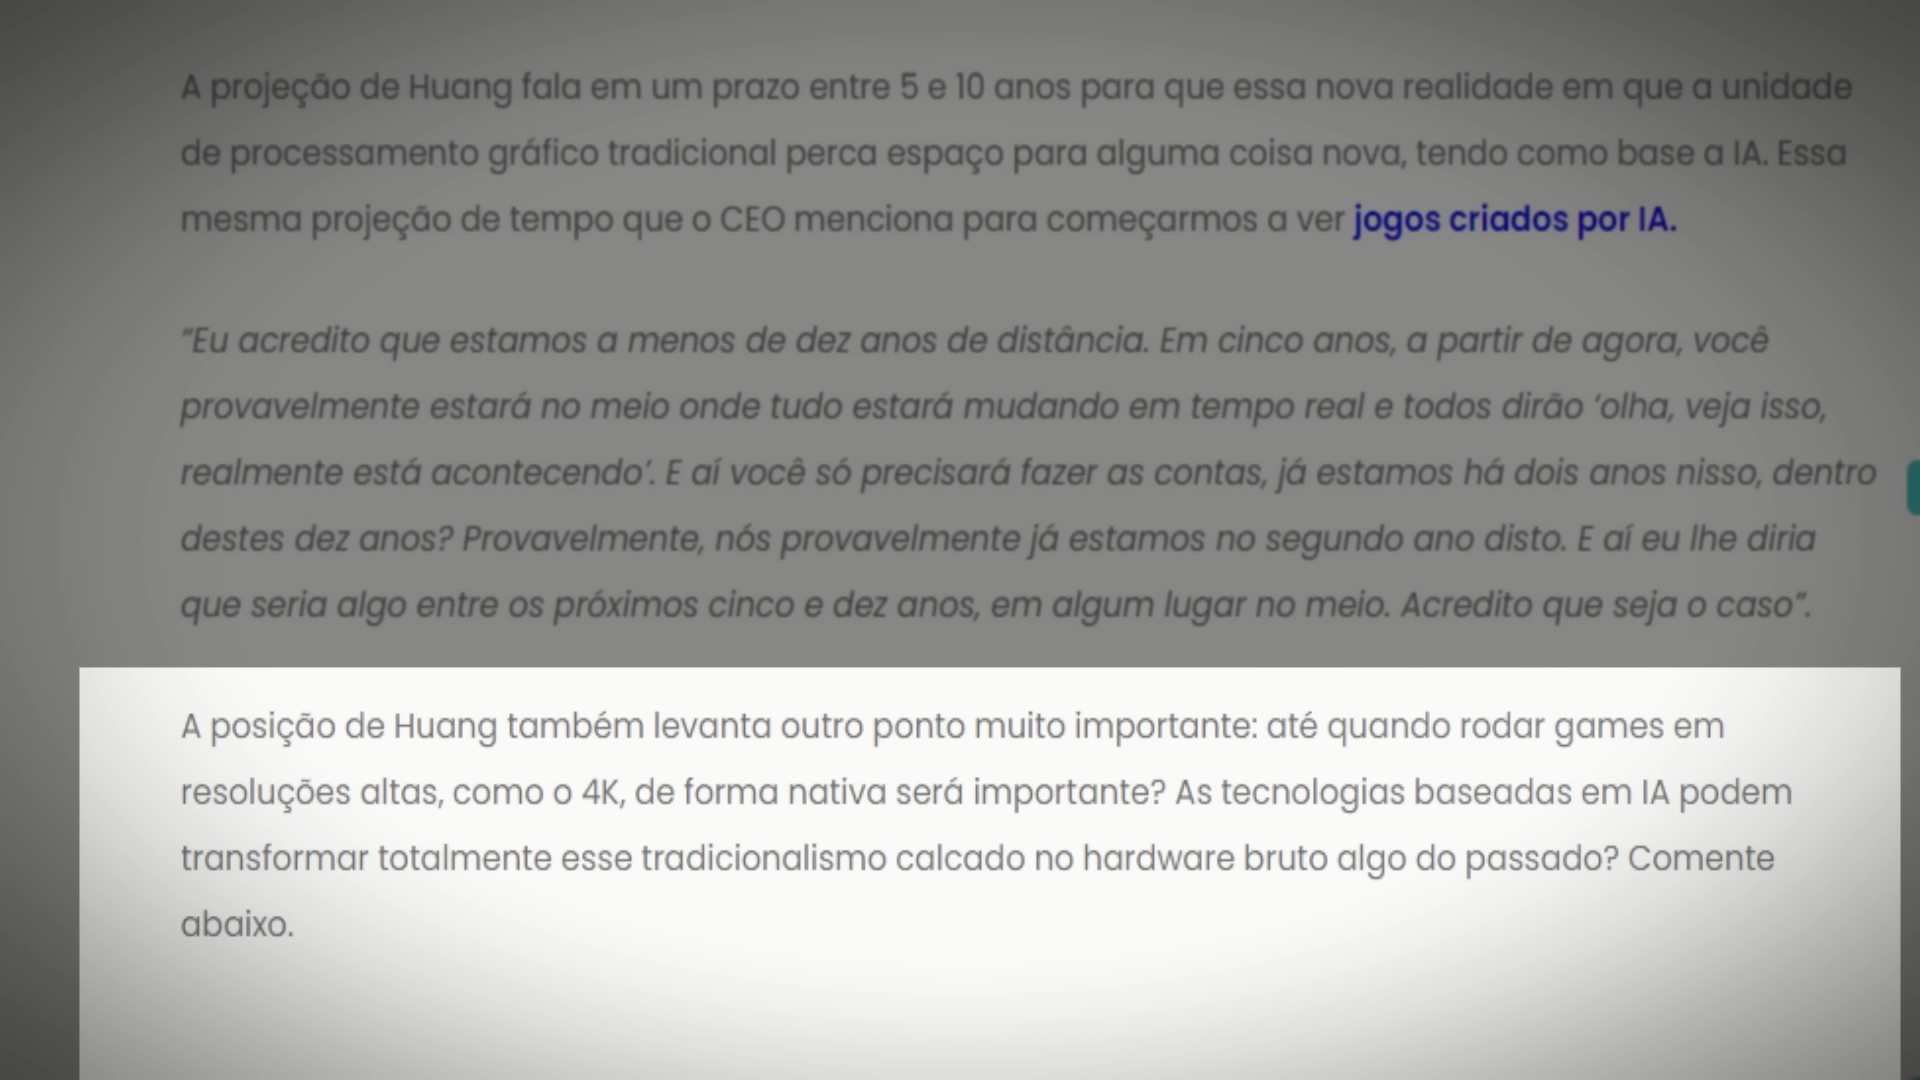 A projeção de Huang fala em um prazo entre 5 e 10 anos para que essa nova realidade em que a unidade
de processamento gráfico tradicional perca espaço para alguma coisa nova, tendo como base a IA. Essa
mesma projeção de tempo que o CEO menciona para começarmos a ver jogos criados por IA.
"Eu acredito que estamos a menos de dez anos de distância. Em cinco anos, a partir de agora, você
provavelmente estará no meio onde tudo estará mudando em tempo real e todos dirão 'olha, veja isso,
realmente está acontecendo'. E aí você só precisará fazer as contas, já estamos há dois anos nisso, dentro
destes dez anos? Provavelmente, nós provavelmente já estamos no segundo ano disto. E aí eu lhe diria
que seria algo entre os próximos cinco e dez anos, em algum lugar no meio. Acredito que seja o caso".
A posição de Huang também levanta outro ponto muito importante: até quando rodar games em
resoluções altas, como o 4K, de forma nativa será importante? As tecnologias baseadas em IA podem
transformar totalmente esse tradicionalismo calcado no hardware bruto algo do passado? Comente
abaixo.